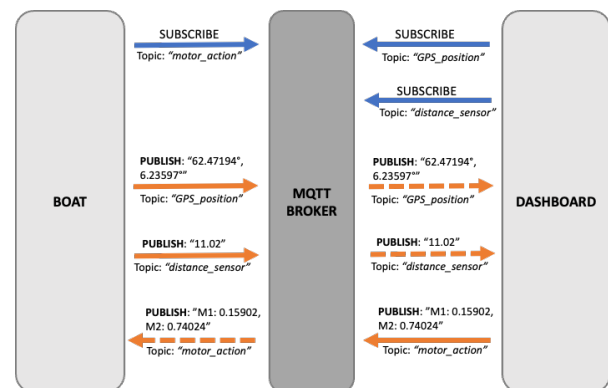 SUBSCRIBE
Topic: “motor_action”
SUBSCRIBE
Topic: “GPS_position”
SUBSCRIBE
Topic: “distance_sensor”
PUBLISH: “62.47194°,
6.23597°”
Topic: “GPS_position”
PUBLISH: “62.47194°,
6.23597°”
Topic: “GPS_position”
BOAT
MQTT
BROKER
DASHBOARD
PUBLISH: “11.02”
Topic: “distance_sensor”
PUBLISH: “11.02”
Topic: “distance_sensor”
PUBLISH: “M1: 0.15902,
M2: 0.74024”
Topic: “motor_action”
PUBLISH: “M1: 0.15902,
M2: 0.74024”
Topic: “motor_action”